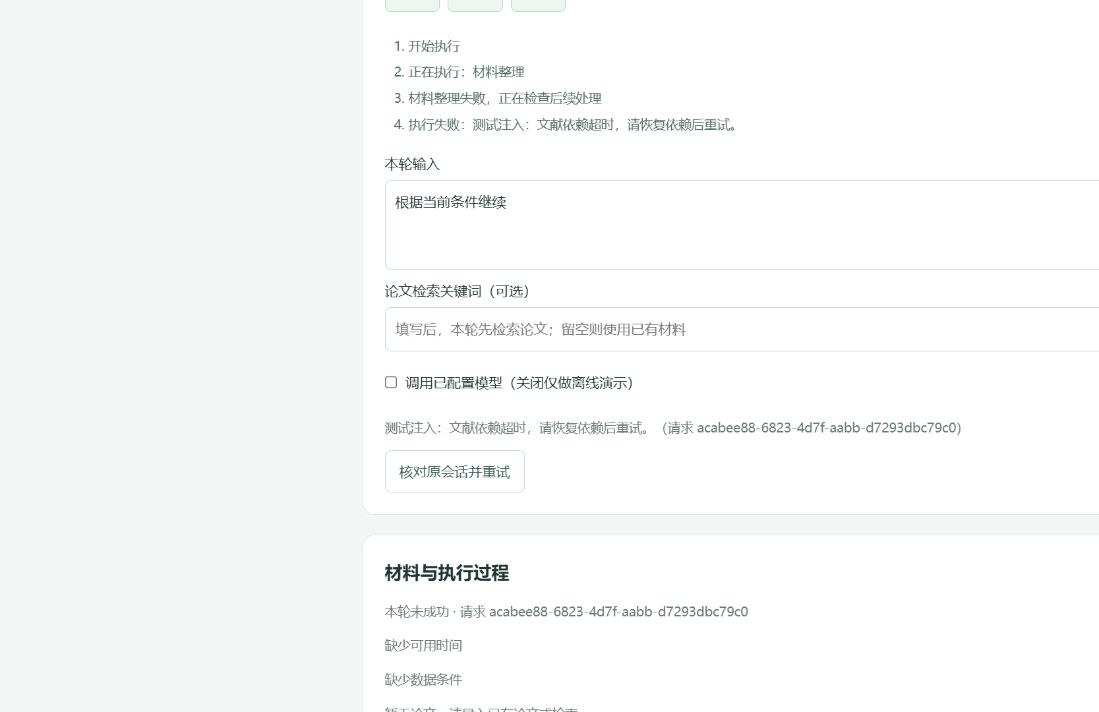 1. 开始执行
2. 正在执行：材料整理
3. 材料整理失败，正在检查后续处理
4. 执行失败：测试注入：文献依赖超时，请恢复依赖后重试。
本轮输入
根据当前条件继续
论文检索关键词（可选）
填写后，本轮先检索论文；留空则使用已有材料
调用已配置模型（关闭仅做离线演示）
测试注入：文献依赖超时，请恢复依赖后重试。（请求 acabee88-6823-4d7f-aabb-d7293dbc79c0）
核对原会话并重试
材料与执行过程
本轮未成功 · 请求 acabee88-6823-4d7f-aabb-d7293dbc79c0
缺少可用时间
缺少数据条件